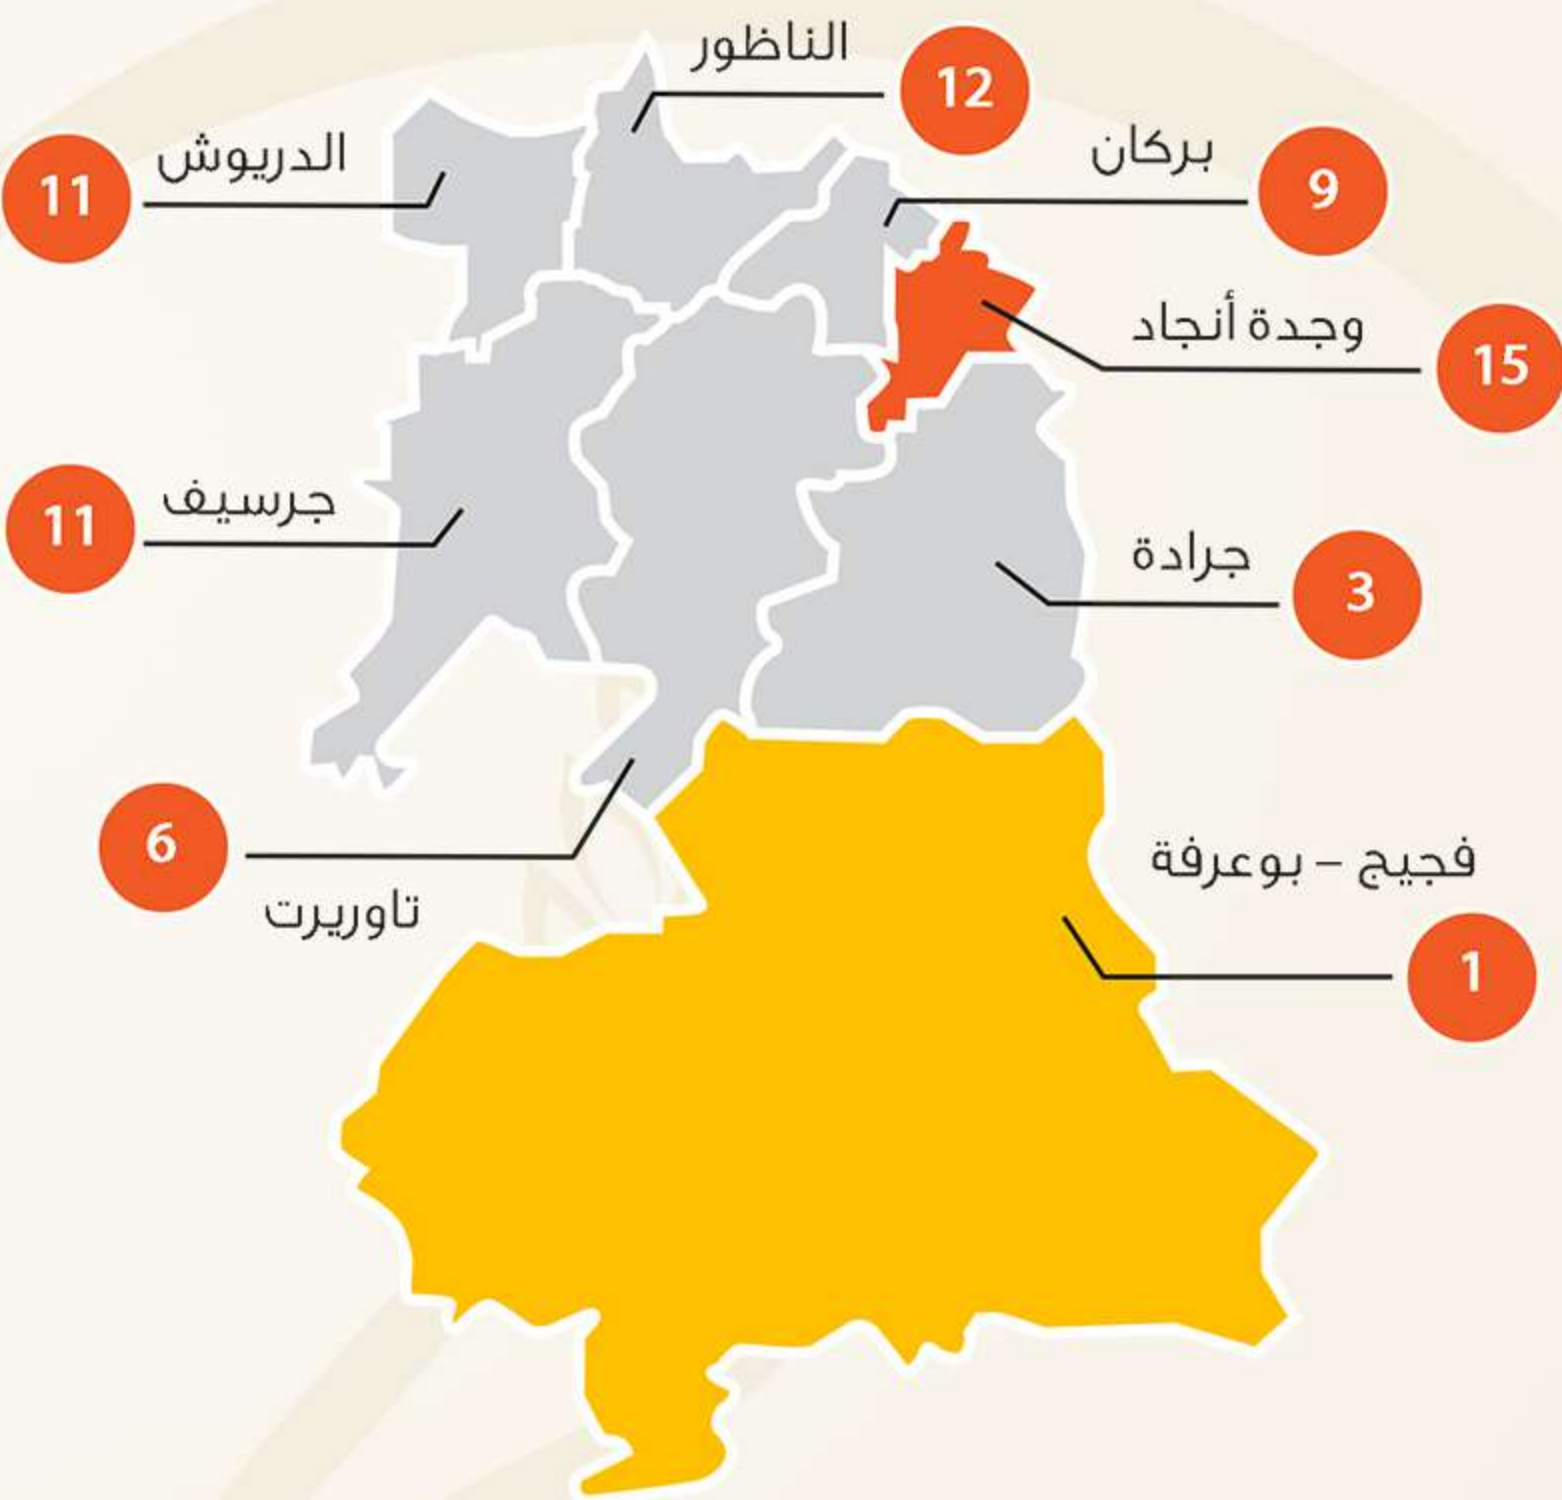 الناظور
12
بركان
9
الدريوش
11
وجدة أنجاد
15
جرسيف
11
جرادة
3
6
تاوريرت
فجيج – بوعرفة
1